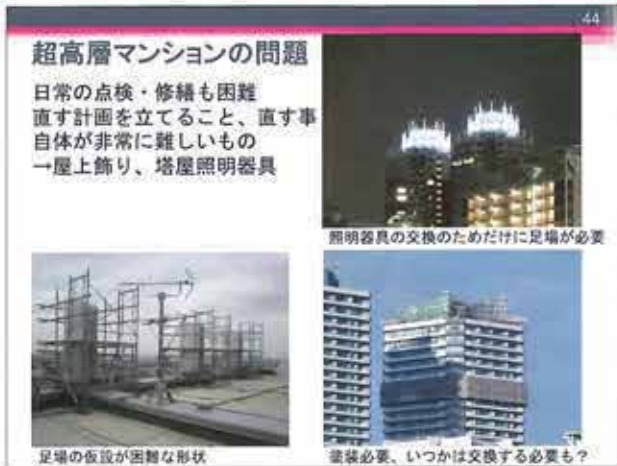 44
超高層マンションの問題
日常の点検・修繕も困難
直す計画を立てること、直す事
自体が非常に難しいもの
→屋上飾り、塔屋照明器具
照明器具の交換のためだけに足場が必要
足場の仮設が困難な形状
塗装必要、いつかは交換する必要も？